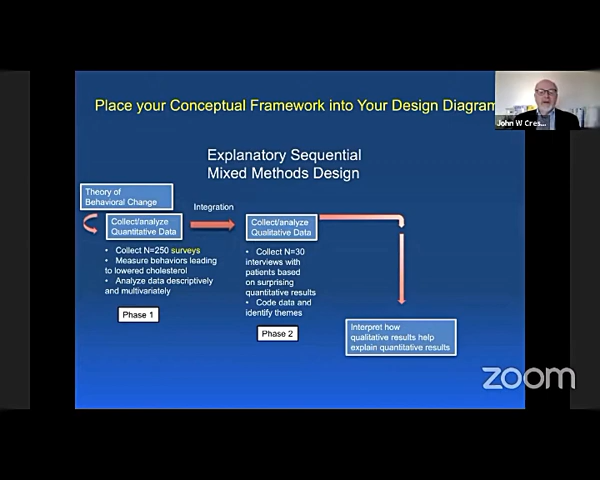 Place your Conceptual Framework into Your Design Diagram
John W Cres...
Explanatory Sequential
Mixed Methods Design
Theory of
Behavioral Change
Integration
Collect/analyze
Quantitative Data
Collect/analyze
Qualitative Data
• Collect N=250 surveys
• Measure behaviors leading
to lowered cholesterol
• Analyze data descriptively
and multivariately
Phase 1
• Collect N=30
interviews with
patients based
on surprising
quantitative results
• Code data and
identify themes
Phase 2
Interpret how
qualitative results help
explain quantitative results
zoom